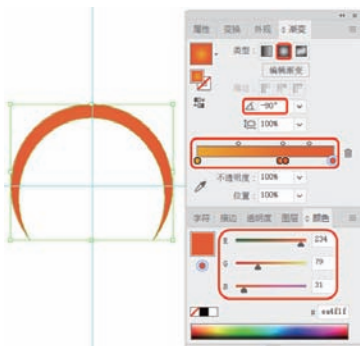 属性 变换 外观 渐变
类型:
编辑渐变
描边:
-90°
100%
不透明度: 100%
位置: 100%
字符 描边 透明度 图层 颜色
R 234
G 79
B 31
# ea4f1f